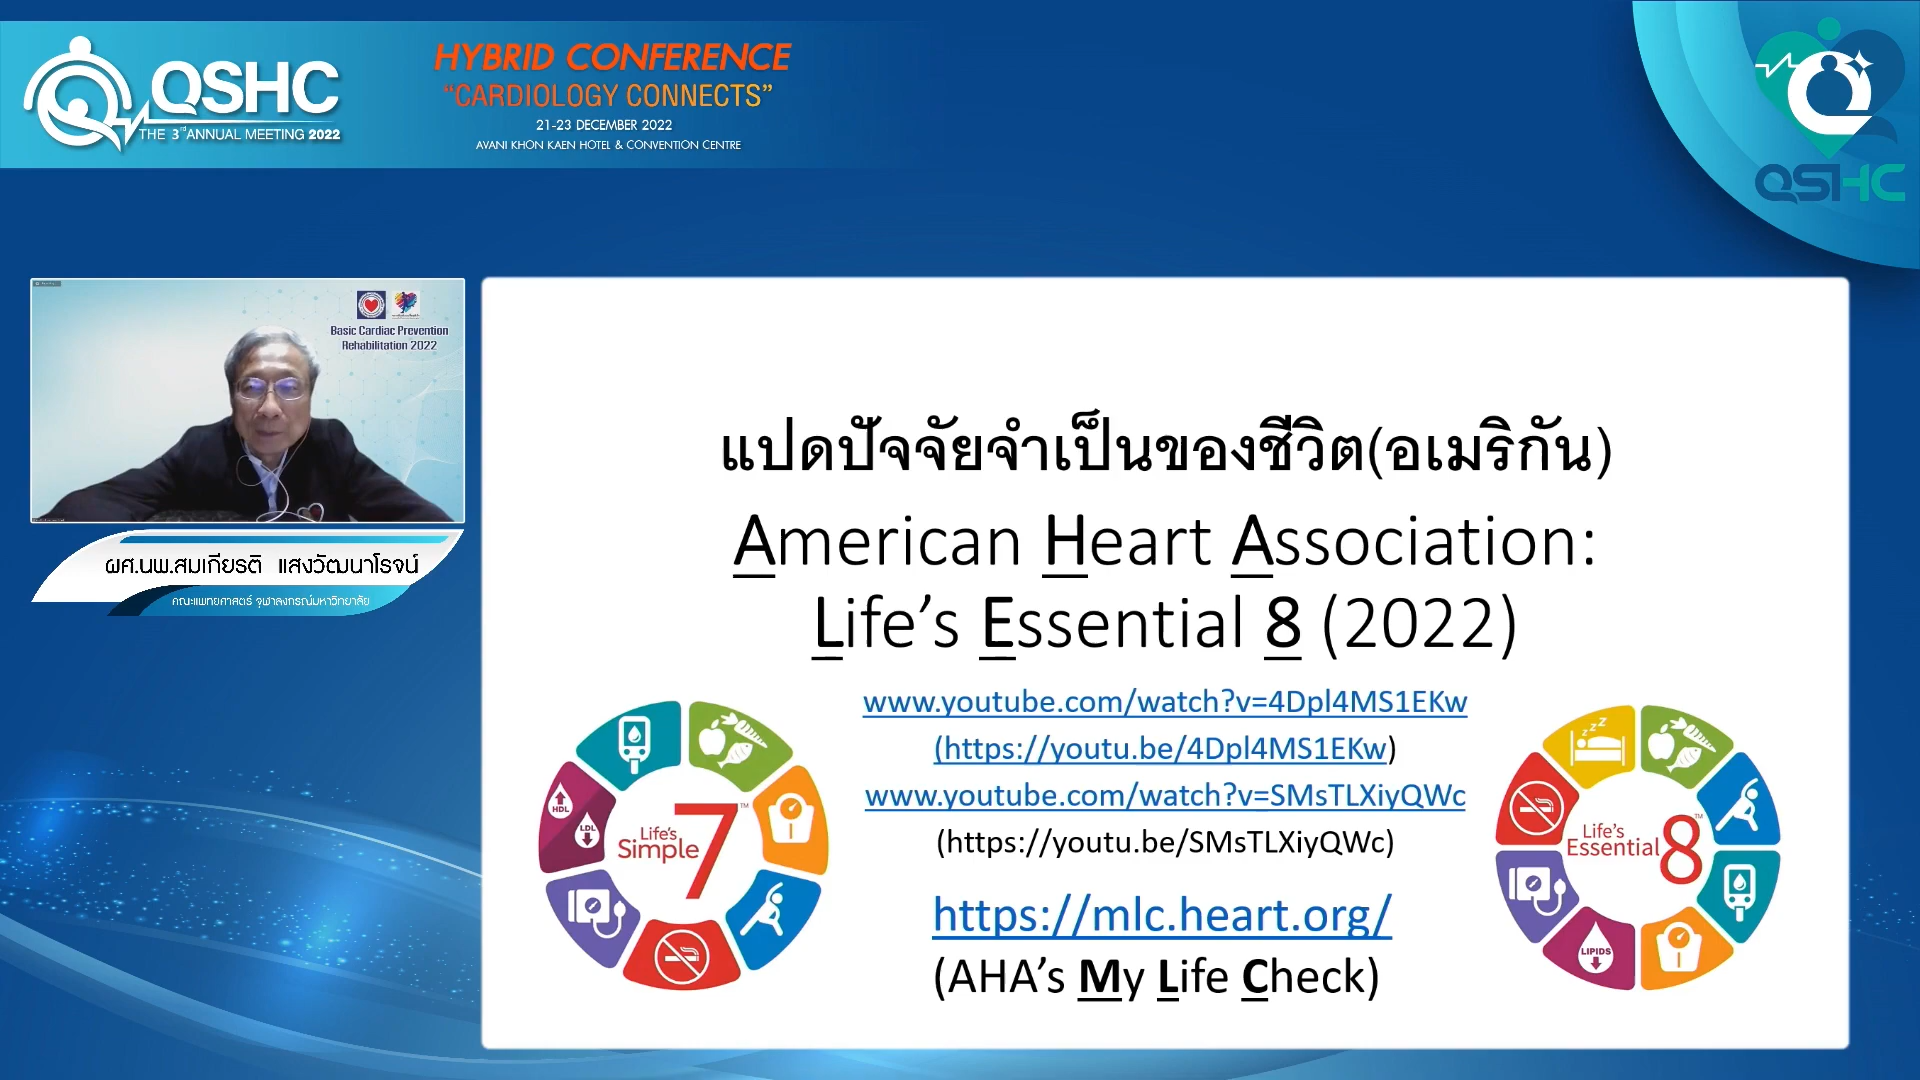 QSHC
THE 3rd ANNUAL MEETING 2022
HYBRID CONFERENCE
“CARDIOLOGY CONNECTS”
21-23 DECEMBER 2022
AVANI KHON KAEN HOTEL & CONVENTION CENTRE
QSHC
Basic Cardiac Prevention
Rehabilitation 2022
ผศ.นพ.สมเกียรติ แสงวัฒนาโรจน์
คณะแพทยศาสตร์ จุฬาลงกรณ์มหาวิทยาลัย
แปดปัจจัยจำเป็นของชีวิต(อเมริกัน)
American Heart Association:
Life’s Essential 8 (2022)
www.youtube.com/watch?v=4Dpl4MS1EKw
(https://youtu.be/4Dpl4MS1EKw)
www.youtube.com/watch?v=SMsTLXiyQWc
(https://youtu.be/SMsTLXiyQWc)
https://mlc.heart.org/
(AHA’s My Life Check)
HDL
LDL
Life’s
Simple 7™
zzz
Life’s
Essential 8™
LIPIDS